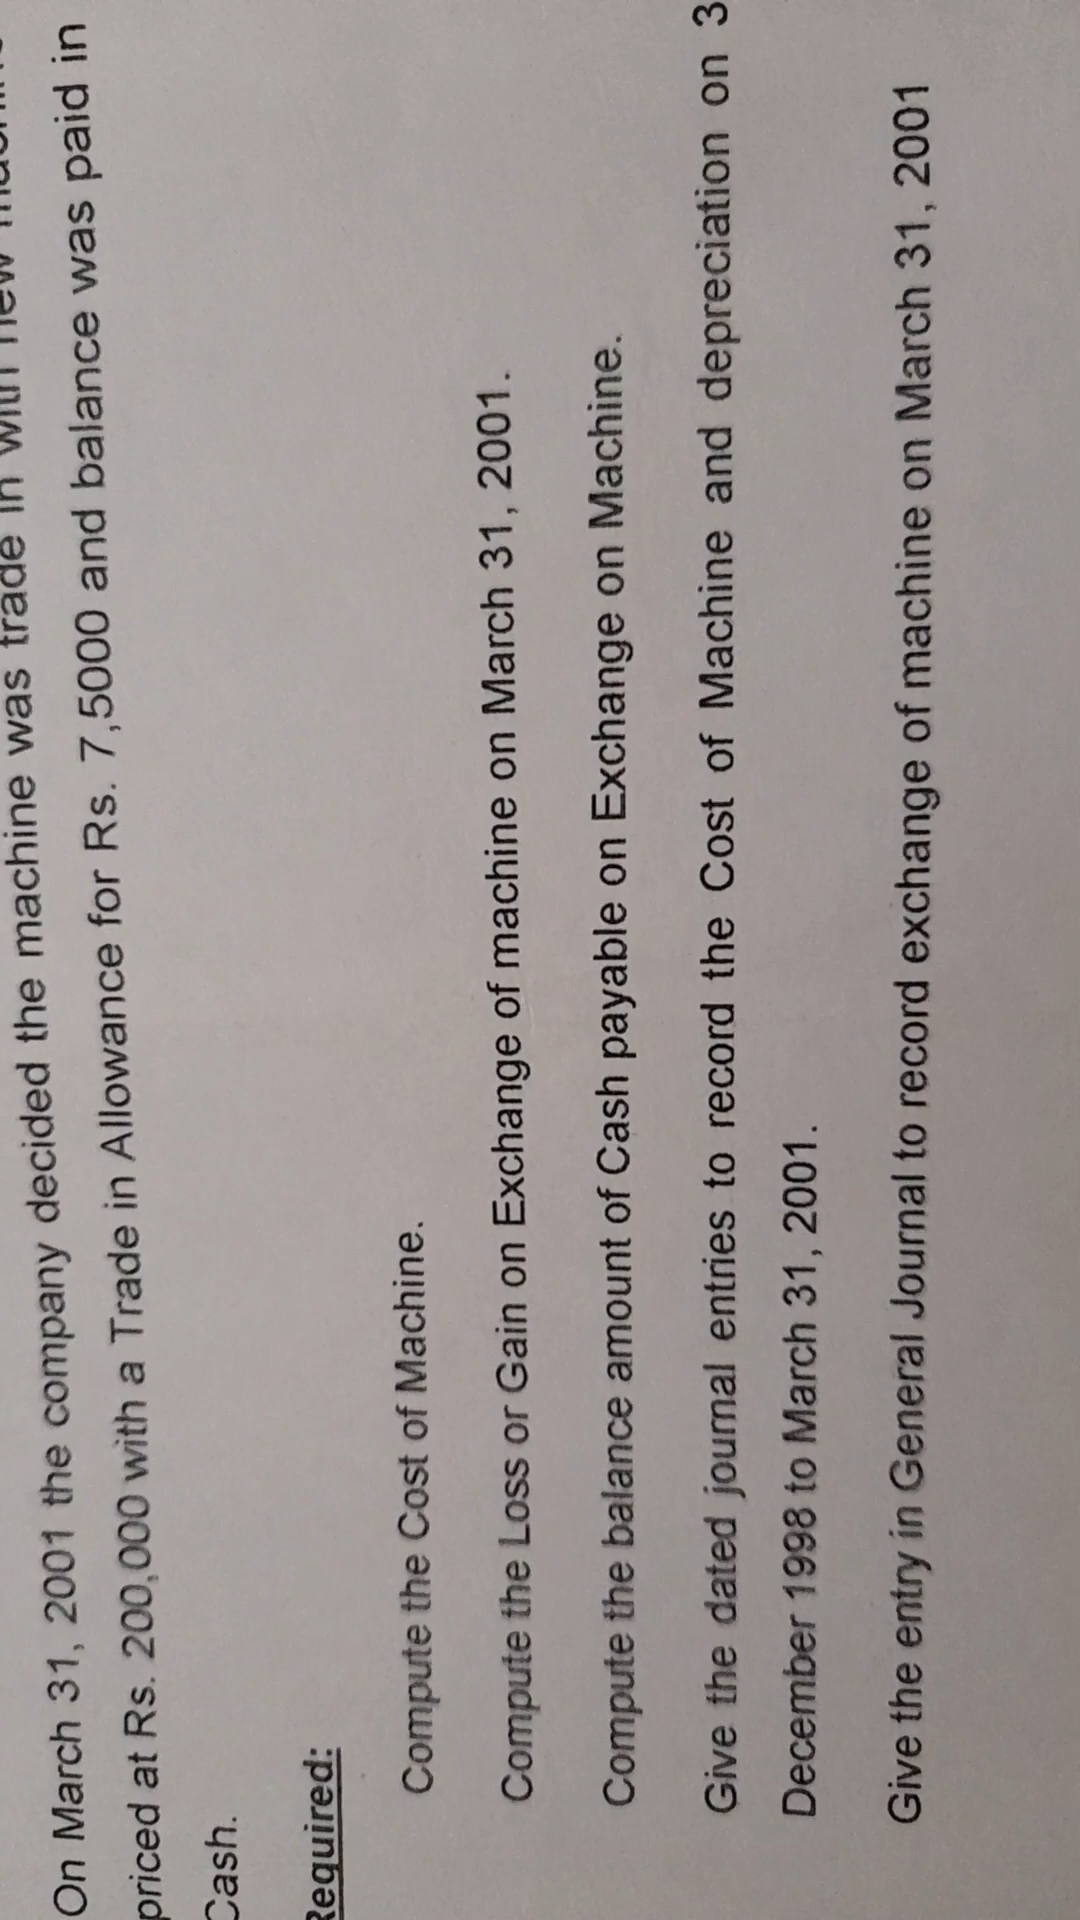 On March 31, 2001 the company decided the machine was trade in with new
priced at Rs. 200,000 with a Trade in Allowance for Rs. 7,5000 and balance was paid in
Cash.
Required:
Compute the Cost of Machine.
Compute the Loss or Gain on Exchange of machine on March 31, 2001.
Compute the balance amount of Cash payable on Exchange on Machine.
Give the dated journal entries to record the Cost of Machine and depreciation on 3
December 1998 to March 31, 2001.
Give the entry in General Journal to record exchange of machine on March 31, 2001